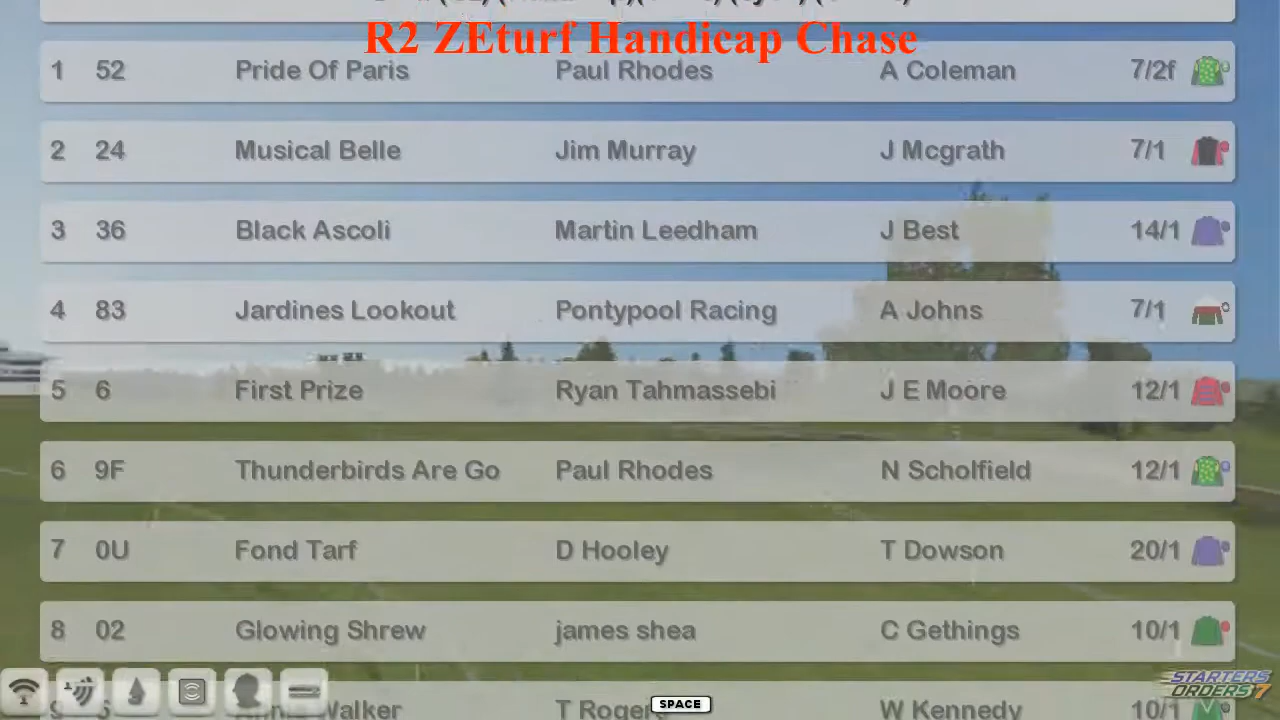 R2 ZEturf Handicap Chase
1 52 Pride Of Paris Paul Rhodes A Coleman 7/2f
2 24 Musical Belle Jim Murray J Mcgrath 7/1
3 36 Black Ascoli Martin Leedham J Best 14/1
4 83 Jardines Lookout Pontypool Racing A Johns 7/1
5 6 First Prize Ryan Tahmassebi J E Moore 12/1
6 9F Thunderbirds Are Go Paul Rhodes N Scholfield 12/1
7 0U Fond Tarf D Hooley T Dowson 20/1
8 02 Glowing Shrew james shea C Gethings 10/1
Walker T Rogers W Kennedy 10/1
SPACE
STARTERS
ORDERS 7